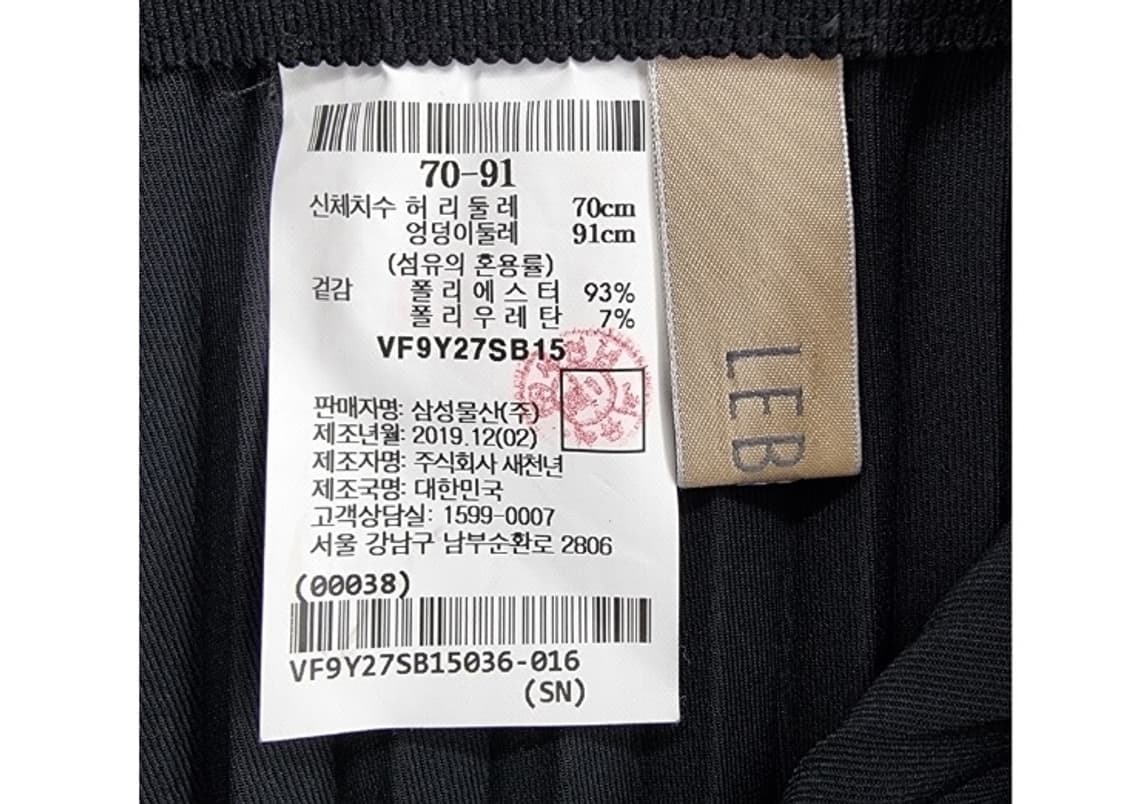 70-91
신체치수 허 리 둘 레 70cm
엉덩이둘레 91cm
(섬유의 혼용률)
겉감 폴 리 에 스 터 93%
폴 리 우 레 탄 7%
VF9Y27SB15
판매자명: 삼성물산(주)
제조년월: 2019.12(02)
제조자명: 주식회사 새천년
제조국명: 대한민국
고객상담실: 1599-0007
서울 강남구 남부순환로 2806
(00038)
VF9Y27SB15036-016
(SN)
LEB